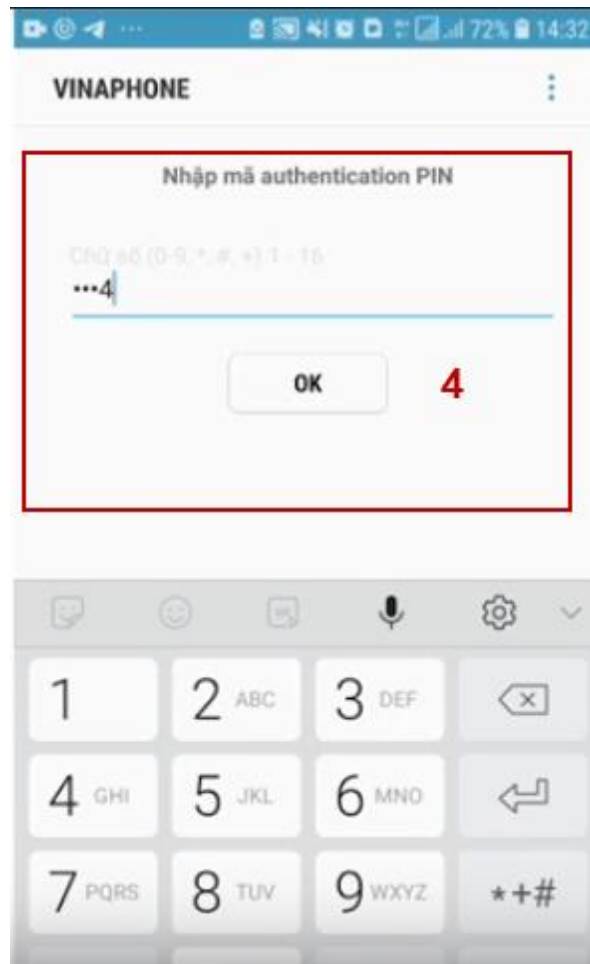 72% 14:32
VINAPHONE
Nhập mã authentication PIN
Chữ số (0-9, *, #, +) 1 - 16
•••4
OK
4
1
2 ABC
3 DEF
4 GHI
5 JKL
6 MNO
7 PQRS
8 TUV
9 WXYZ
*+#